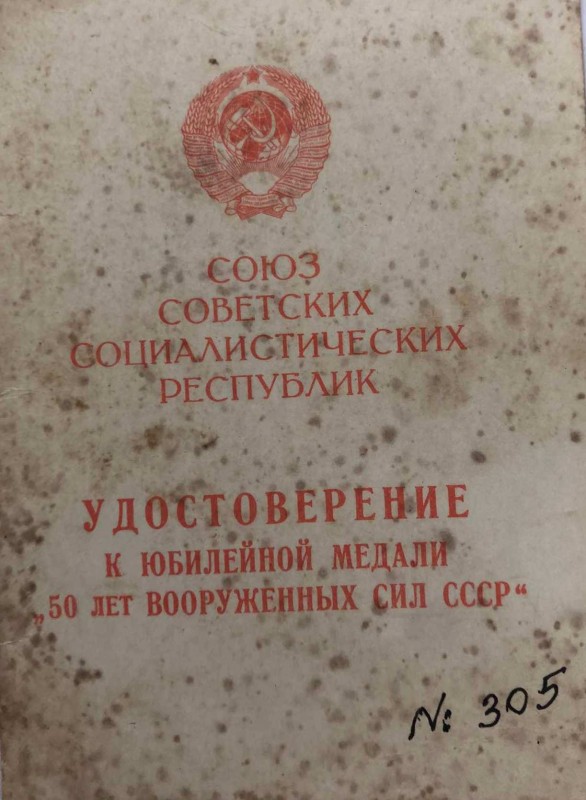 СОЮЗ
СОВЕТСКИХ
СОЦИАЛИСТИЧЕСКИХ
РЕСПУБЛИК
УДОСТОВЕРЕНИЕ
К ЮБИЛЕЙНОЙ МЕДАЛИ
„50 ЛЕТ ВООРУЖЕННЫХ СИЛ СССР“
№: 305